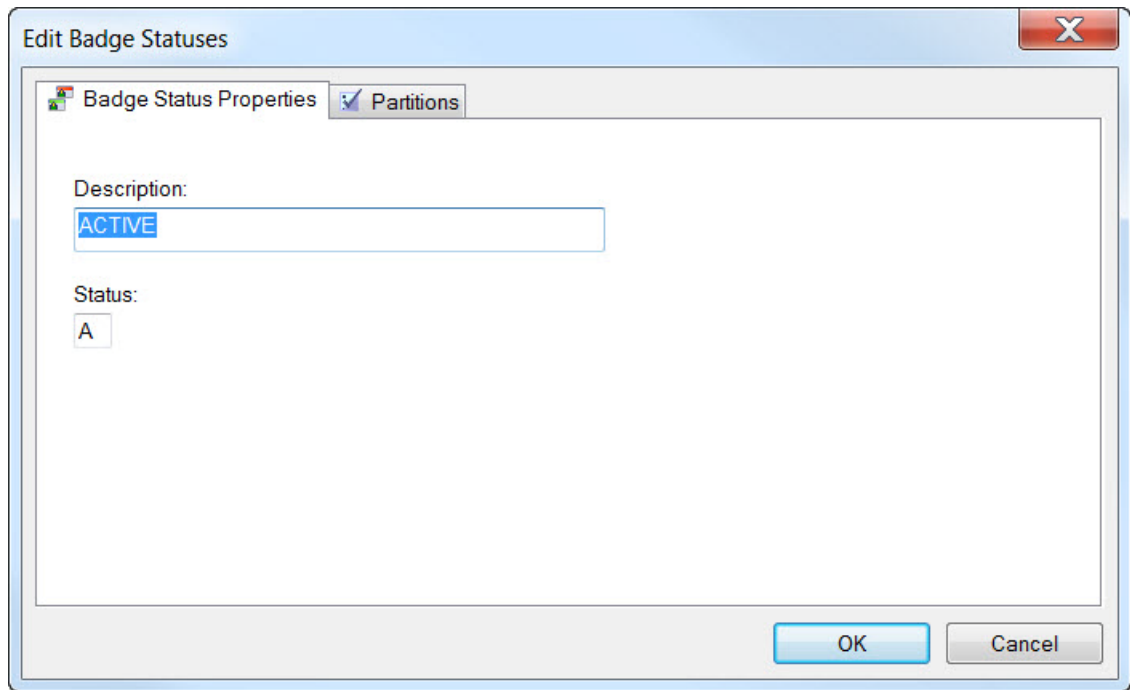 Edit Badge Statuses
Badge Status Properties
Partitions
Description:
ACTIVE
Status:
A
OK
Cancel